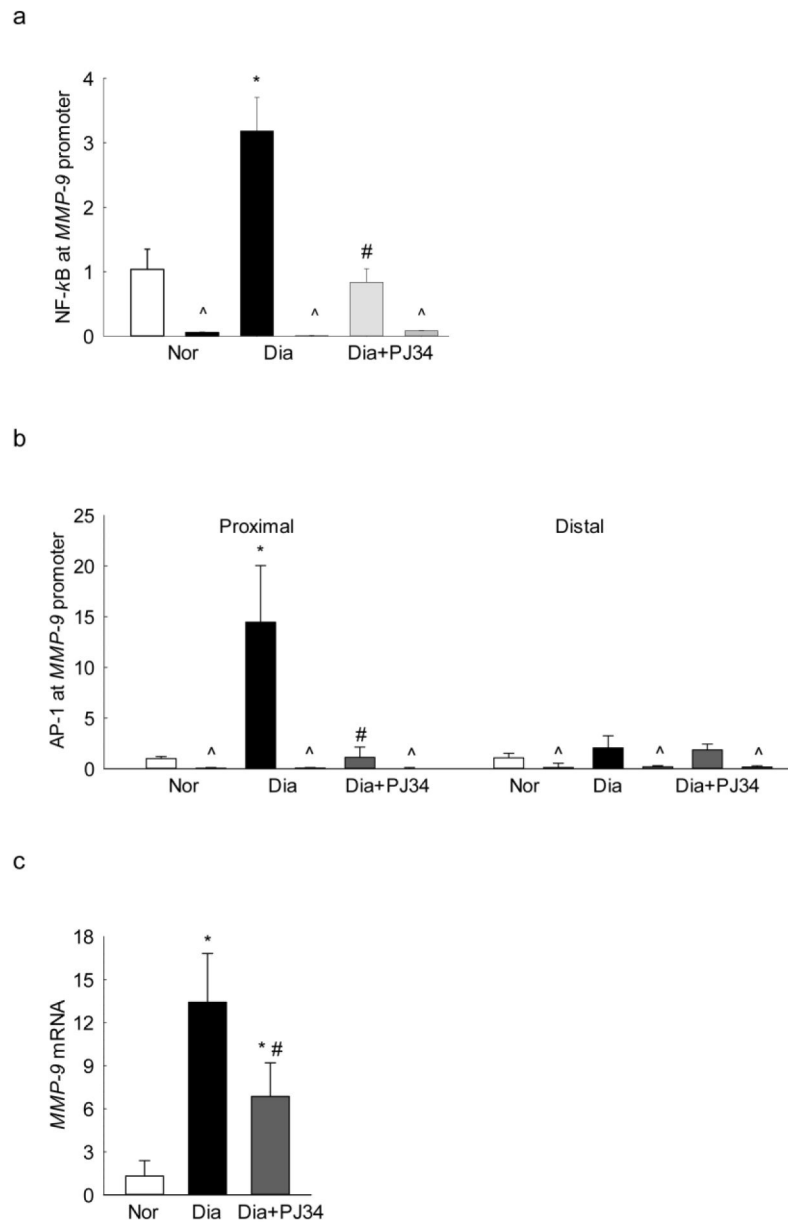 a
NF-kB at MMP-9 promoter
4
3
2
1
0
*
^
^
#
^
Nor Dia Dia+PJ34
b
AP-1 at MMP-9 promoter
25
20
15
10
5
0
Proximal Distal
*
#
^ ^ ^ ^ ^ ^
Nor Dia Dia+PJ34 Nor Dia Dia+PJ34
c
MMP-9 mRNA
18
15
12
9
6
3
0
*
* #
Nor Dia Dia+PJ34